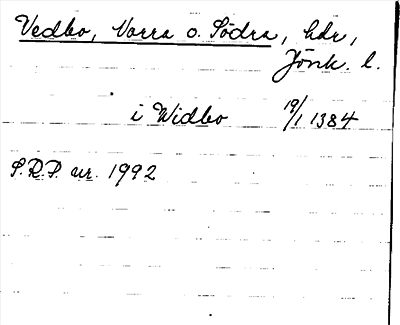 Vedbo, Norra o. Södra, hdr,
Jönk. l.
i Widbo 19/1 1384
S.R.P. nr. 1992